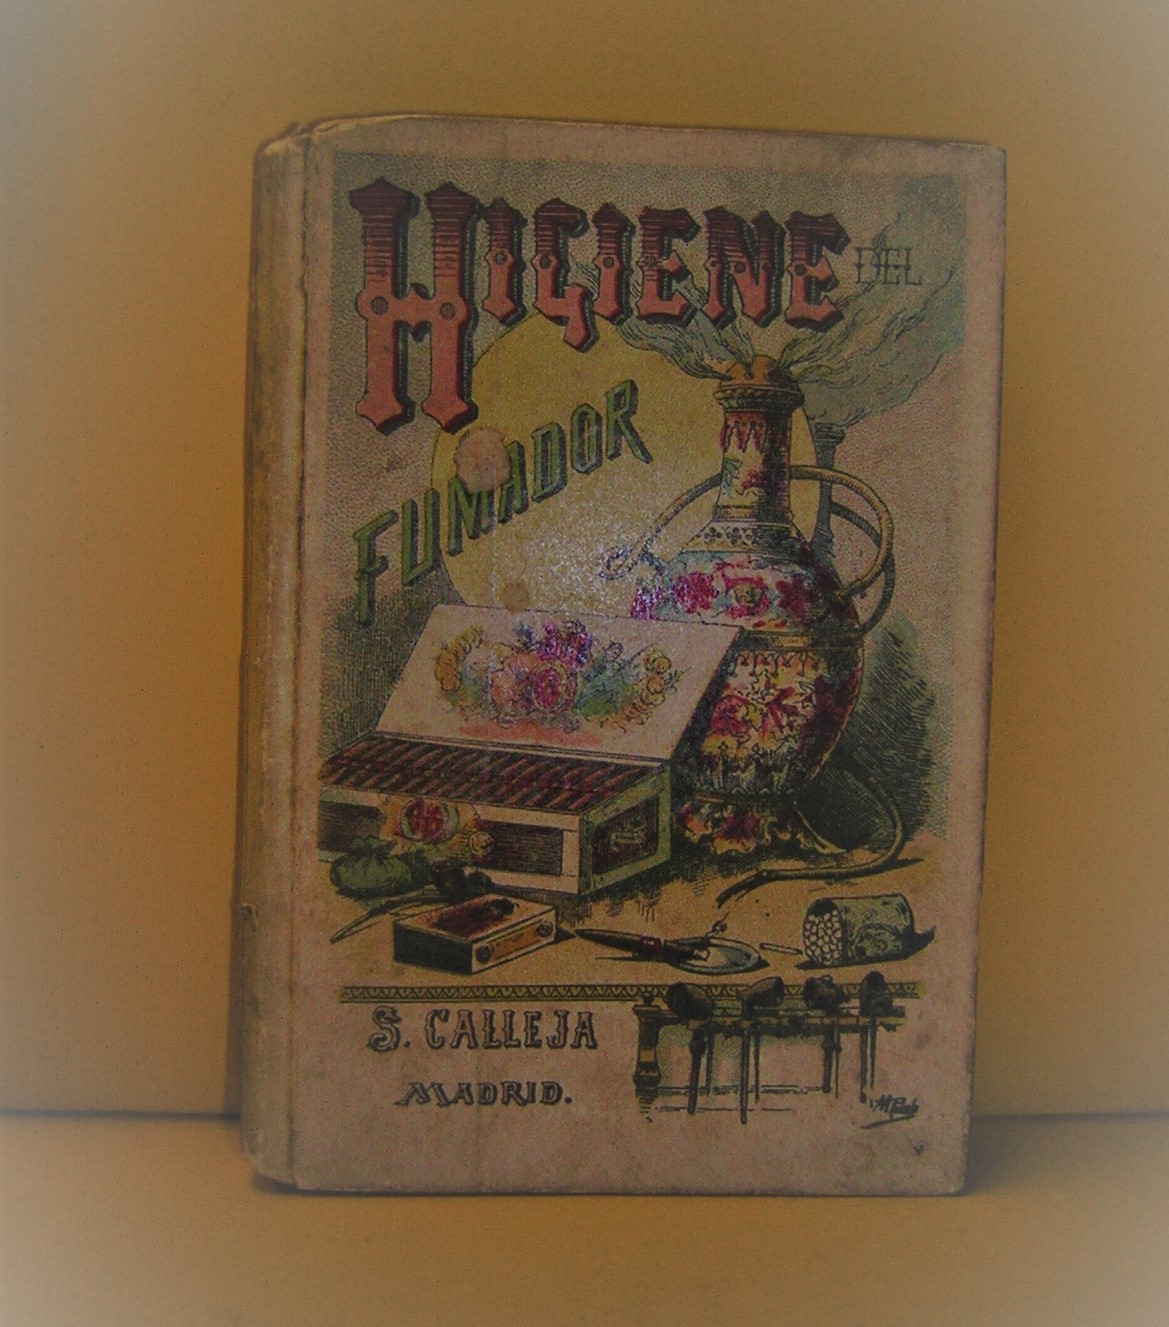 HIGIENE DEL
FUMADOR
S. CALLEJA
MADRID.